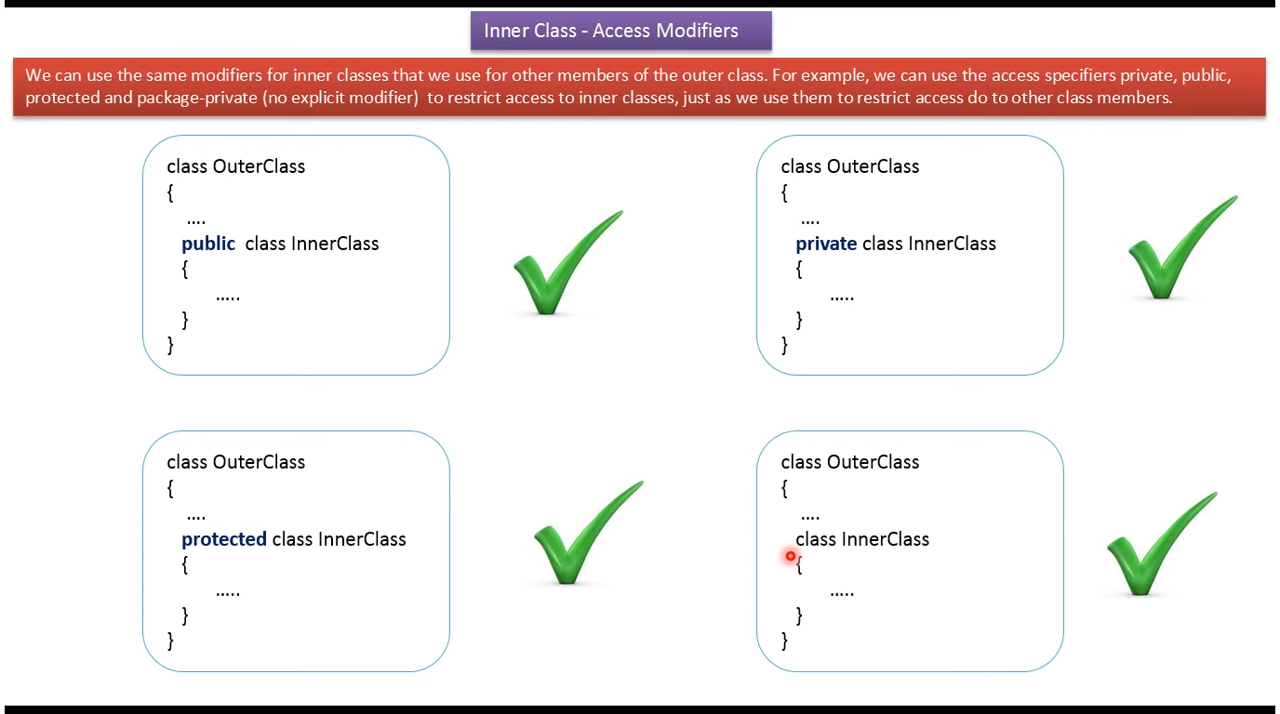 Inner Class - Access Modifiers
We can use the same modifiers for inner classes that we use for other members of the outer class. For example, we can use the access specifiers private, public,
protected and package-private (no explicit modifier) to restrict access to inner classes, just as we use them to restrict access do to other class members.
class OuterClass
{
....
public class InnerClass
{
.....
}
}
class OuterClass
{
....
private class InnerClass
{
.....
}
}
class OuterClass
{
....
protected class InnerClass
{
.....
}
}
class OuterClass
{
....
class InnerClass
{
.....
}
}